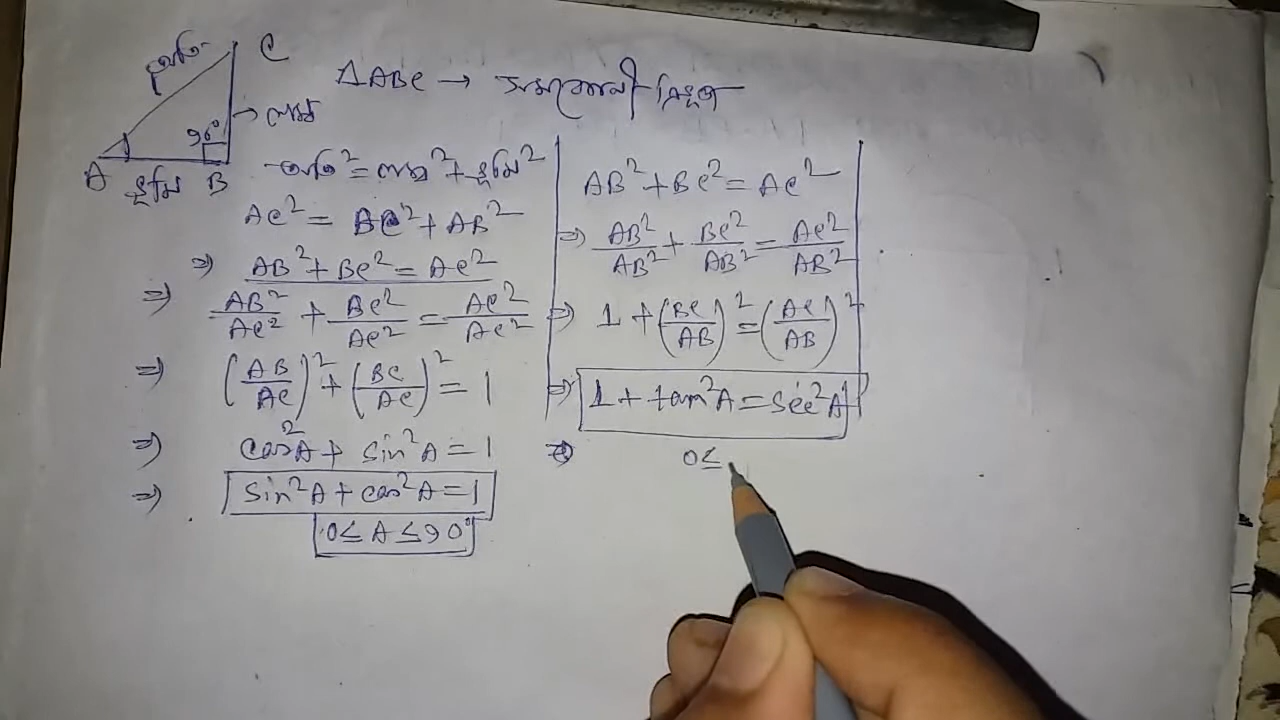 C
অতি
ΔABC → সমকোণী ত্রিভুজ
→ লম্ব
90°
A ভূমি B
অতি² = লম্ব² + ভূমি²
AC² = BC² + AB²
⇒ AB² + BC² = AC²
⇒ AB²/AC² + BC²/AC² = AC²/AC²
⇒ (AB/AC)² + (BC/AC)² = 1
⇒ cos²A + sin²A = 1
⇒ sin²A + cos²A = 1
0 ≤ A ≤ 90°
AB² + BC² = AC²
⇒ AB²/AB² + BC²/AB² = AC²/AB²
⇒ 1 + (BC/AB)² = (AC/AB)²
⇒ 1 + tan²A = sec²A
⇒ 0 ≤